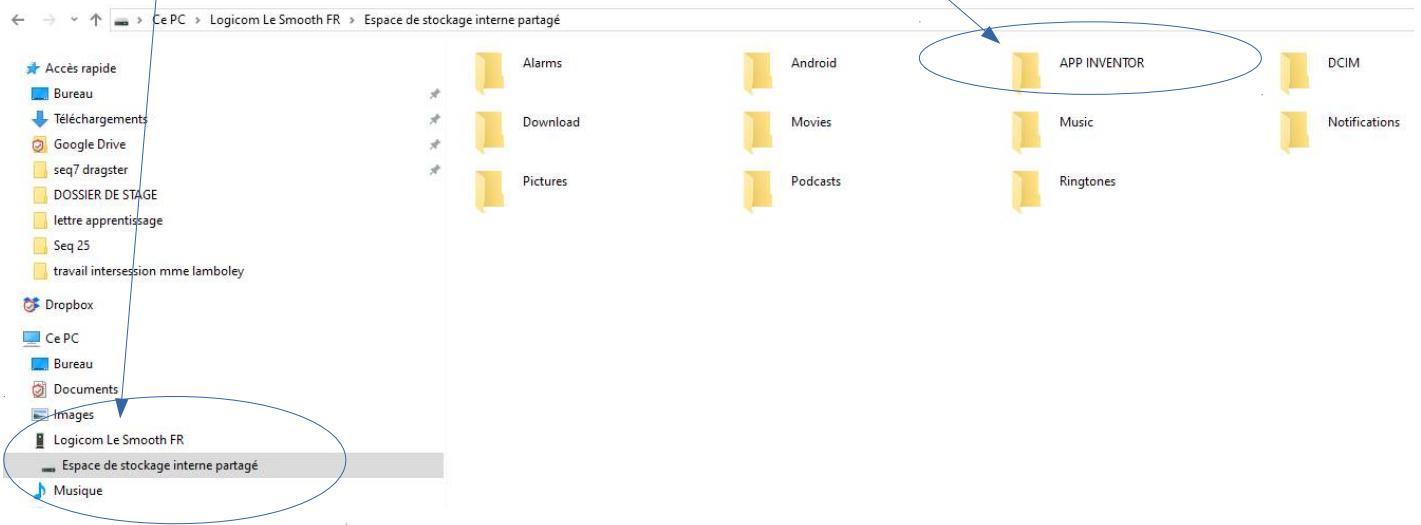 Ce PC > Logicom Le Smooth FR > Espace de stockage interne partagé
Accès rapide
Bureau
Téléchargements
Google Drive
seq7 dragster
DOSSIER DE STAGE
lettre apprentissage
Seq 25
travail intersession mme lamboley
Dropbox
Ce PC
Bureau
Documents
Images
Logicom Le Smooth FR
Espace de stockage interne partagé
Musique
Alarms
Android
APP INVENTOR
DCIM
Download
Movies
Music
Notifications
Pictures
Podcasts
Ringtones